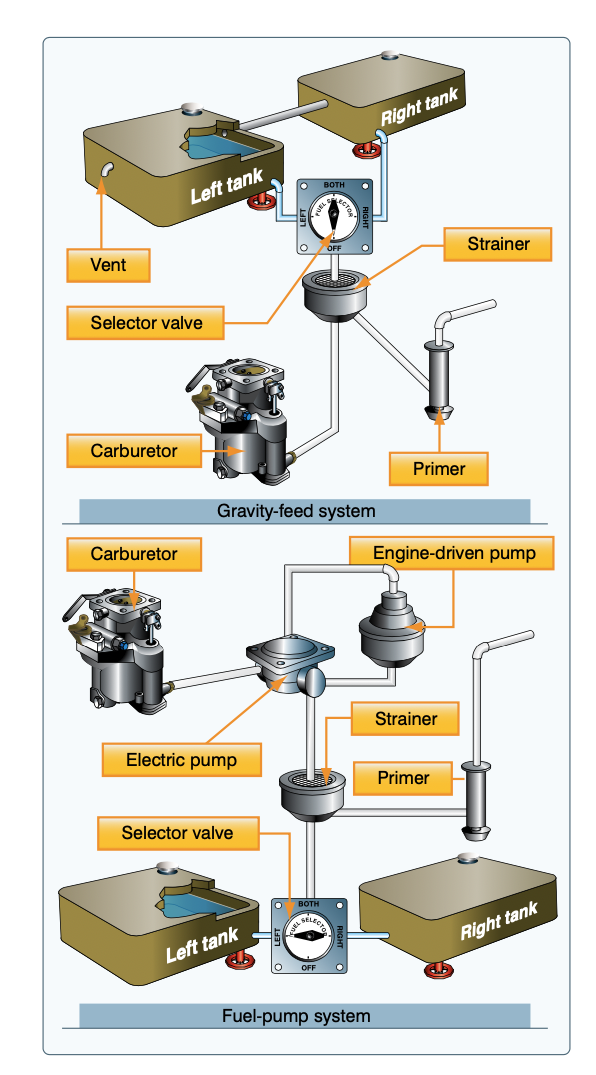 Right tank
Left tank
BOTH
LEFT
FUEL SELECTOR
RIGHT
OFF
Strainer
Vent
Selector valve
Carburetor
Primer
Gravity-feed system
Carburetor
Engine-driven pump
Strainer
Electric pump
Primer
Selector valve
BOTH
LEFT
FUEL SELECTOR
RIGHT
OFF
Left tank
Right tank
Fuel-pump system